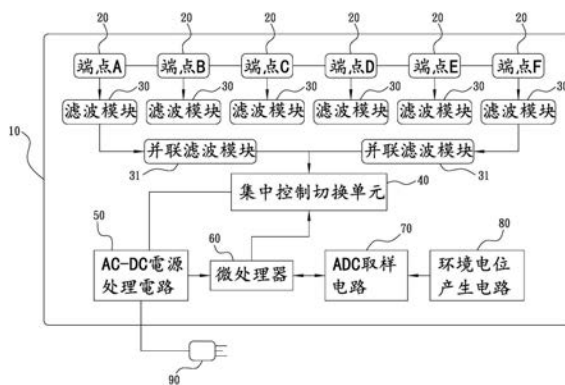 20 20 20 20 20 20
端点A 端点B 端点C 端点D 端点E 端点F
30 30 30 30 30 30
滤波模块 滤波模块 滤波模块 滤波模块 滤波模块 滤波模块
10
并联滤波模块 并联滤波模块
31 31
40
集中控制切换单元
50 60 70 80
AC-DC電源
处理電路
微处理器
ADC取样
电路
环境电位
产生电路
90